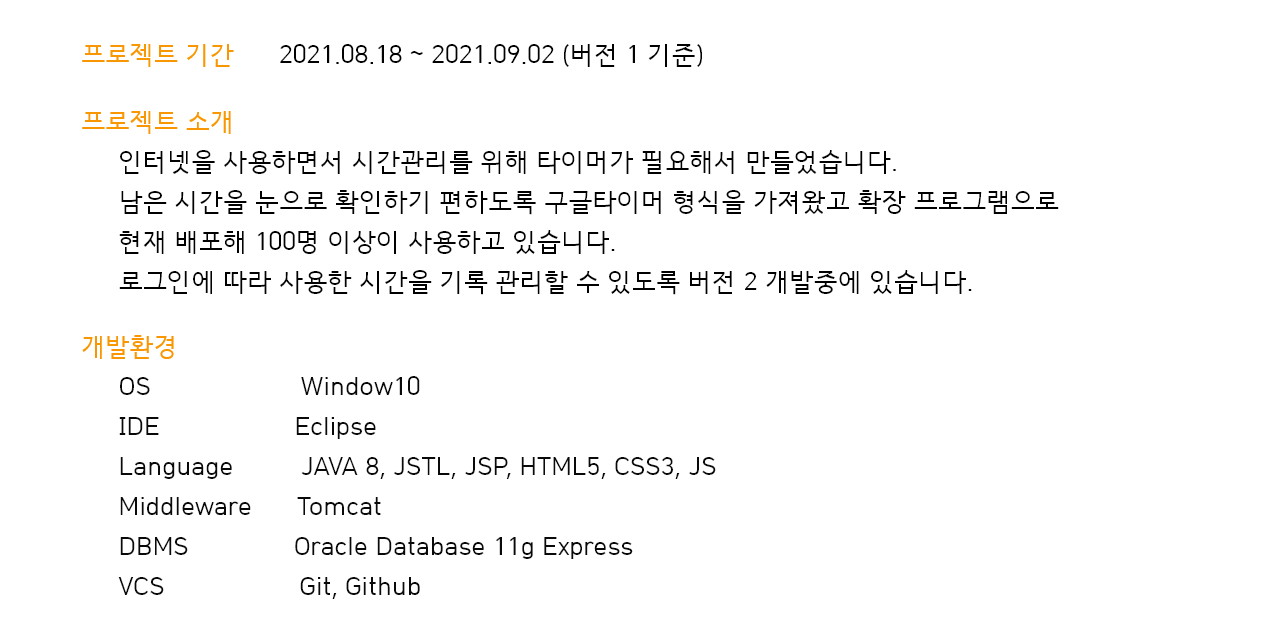 프로젝트 기간 2021.08.18 ~ 2021.09.02 (버전 1 기준)
프로젝트 소개
인터넷을 사용하면서 시간관리를 위해 타이머가 필요해서 만들었습니다.
남은 시간을 눈으로 확인하기 편하도록 구글타이머 형식을 가져왔고 확장 프로그램으로
현재 배포해 100명 이상이 사용하고 있습니다.
로그인에 따라 사용한 시간을 기록 관리할 수 있도록 버전 2 개발중에 있습니다.
개발환경
OS Window10
IDE Eclipse
Language JAVA 8, JSTL, JSP, HTML5, CSS3, JS
Middleware Tomcat
DBMS Oracle Database 11g Express
VCS Git, Github